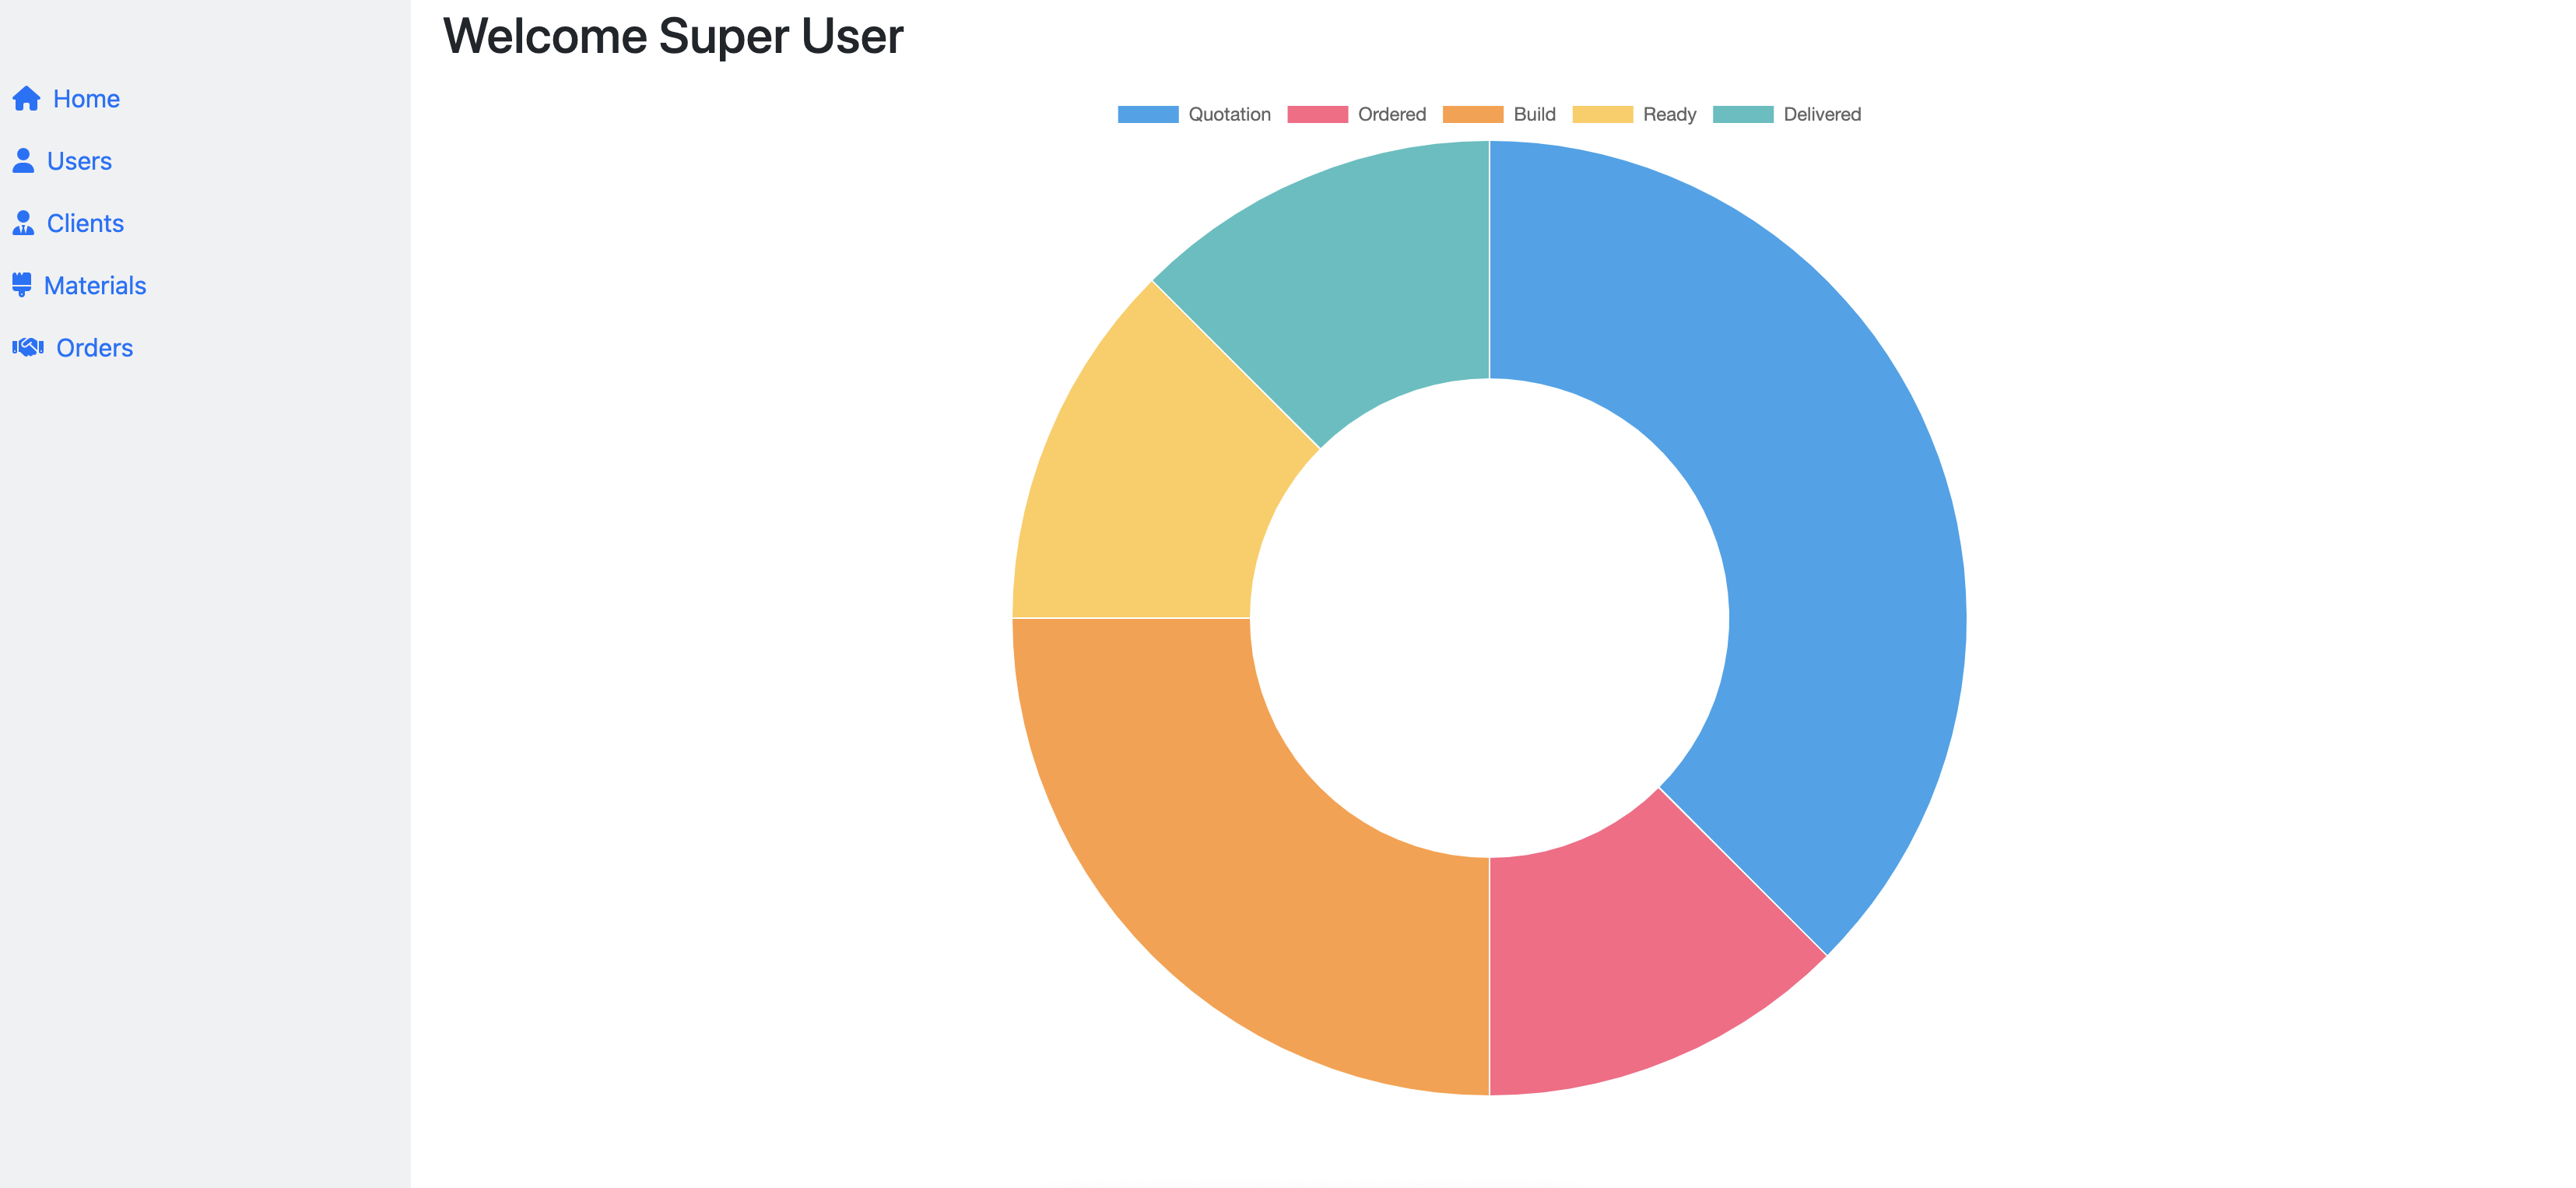 Welcome Super User
Home
Users
Clients
Materials
Orders
Quotation Ordered Build Ready Delivered